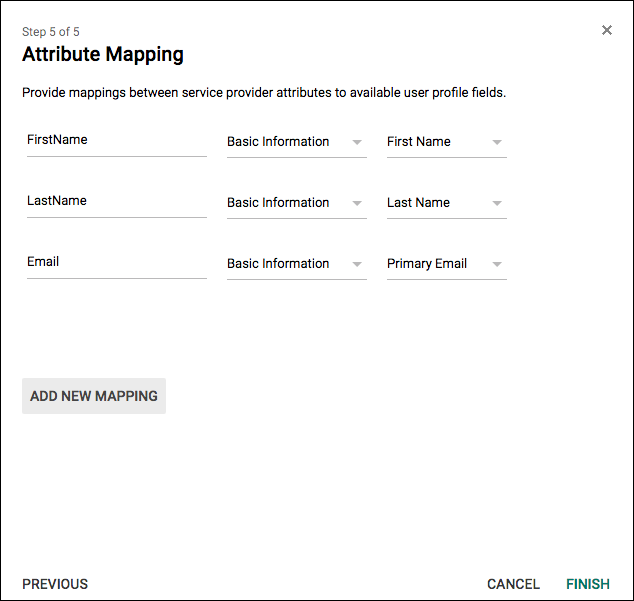 Step 5 of 5
Attribute Mapping
Provide mappings between service provider attributes to available user profile fields.
FirstName Basic Information First Name
LastName Basic Information Last Name
Email Basic Information Primary Email
ADD NEW MAPPING
PREVIOUS CANCEL FINISH